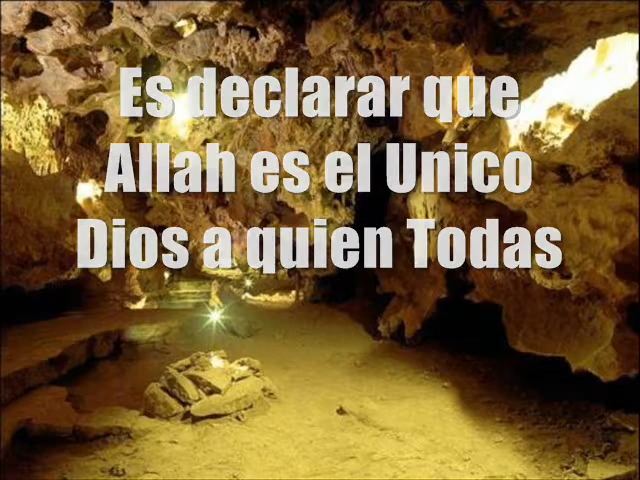 Es declarar que
Allah es el Unico
Dios a quien Todas